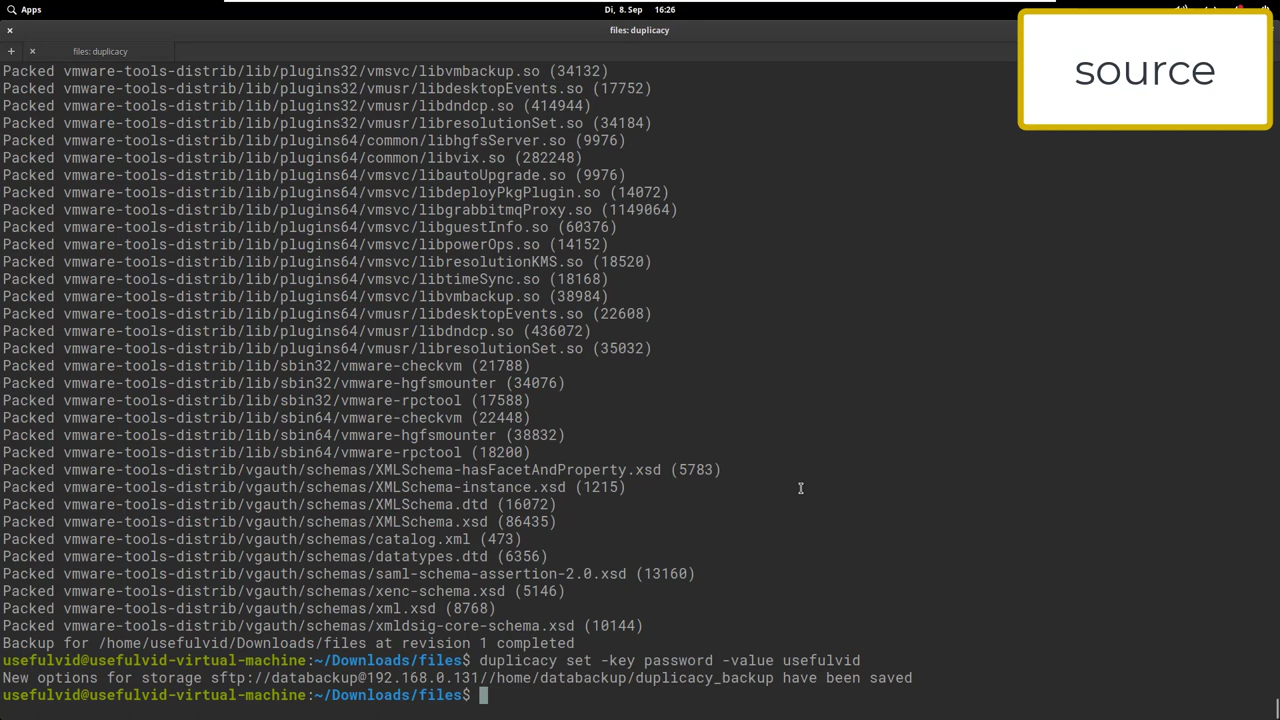 Apps
Di, 8. Sep 16:26
files: duplicacy
files: duplicacy
source
Packed vmware-tools-distrib/lib/plugins32/vmsvc/libvmbackup.so (34132)
Packed vmware-tools-distrib/lib/plugins32/vmusr/libdesktopEvents.so (17752)
Packed vmware-tools-distrib/lib/plugins32/vmusr/libdndcp.so (414944)
Packed vmware-tools-distrib/lib/plugins32/vmusr/libresolutionSet.so (34184)
Packed vmware-tools-distrib/lib/plugins64/common/libhgfsServer.so (9976)
Packed vmware-tools-distrib/lib/plugins64/common/libvix.so (282248)
Packed vmware-tools-distrib/lib/plugins64/vmsvc/libautoUpgrade.so (9976)
Packed vmware-tools-distrib/lib/plugins64/vmsvc/libdeployPkgPlugin.so (14072)
Packed vmware-tools-distrib/lib/plugins64/vmsvc/libgrabbitmqProxy.so (1149064)
Packed vmware-tools-distrib/lib/plugins64/vmsvc/libguestInfo.so (60376)
Packed vmware-tools-distrib/lib/plugins64/vmsvc/libpowerOps.so (14152)
Packed vmware-tools-distrib/lib/plugins64/vmsvc/libresolutionKMS.so (18520)
Packed vmware-tools-distrib/lib/plugins64/vmsvc/libtimeSync.so (18168)
Packed vmware-tools-distrib/lib/plugins64/vmsvc/libvmbackup.so (38984)
Packed vmware-tools-distrib/lib/plugins64/vmusr/libdesktopEvents.so (22608)
Packed vmware-tools-distrib/lib/plugins64/vmusr/libdndcp.so (436072)
Packed vmware-tools-distrib/lib/plugins64/vmusr/libresolutionSet.so (35032)
Packed vmware-tools-distrib/lib/sbin32/vmware-checkvm (21788)
Packed vmware-tools-distrib/lib/sbin32/vmware-hgfsmounter (34076)
Packed vmware-tools-distrib/lib/sbin32/vmware-rpctool (17588)
Packed vmware-tools-distrib/lib/sbin64/vmware-checkvm (22448)
Packed vmware-tools-distrib/lib/sbin64/vmware-hgfsmounter (38832)
Packed vmware-tools-distrib/lib/sbin64/vmware-rpctool (18200)
Packed vmware-tools-distrib/vgauth/schemas/XMLSchema-hasFacetAndProperty.xsd (5783)
Packed vmware-tools-distrib/vgauth/schemas/XMLSchema-instance.xsd (1215)
Packed vmware-tools-distrib/vgauth/schemas/XMLSchema.dtd (16072)
Packed vmware-tools-distrib/vgauth/schemas/XMLSchema.xsd (86435)
Packed vmware-tools-distrib/vgauth/schemas/catalog.xml (473)
Packed vmware-tools-distrib/vgauth/schemas/datatypes.dtd (6356)
Packed vmware-tools-distrib/vgauth/schemas/saml-schema-assertion-2.0.xsd (13160)
Packed vmware-tools-distrib/vgauth/schemas/xenc-schema.xsd (5146)
Packed vmware-tools-distrib/vgauth/schemas/xml.xsd (8768)
Packed vmware-tools-distrib/vgauth/schemas/xmldsig-core-schema.xsd (10144)
Backup for /home/usefulvid/Downloads/files at revision 1 completed
usefulvid@usefulvid-virtual-machine:~/Downloads/files$ duplicacy set -key password -value usefulvid
New options for storage sftp://databackup@192.168.0.131//home/databackup/duplicacy_backup have been saved
usefulvid@usefulvid-virtual-machine:~/Downloads/files$